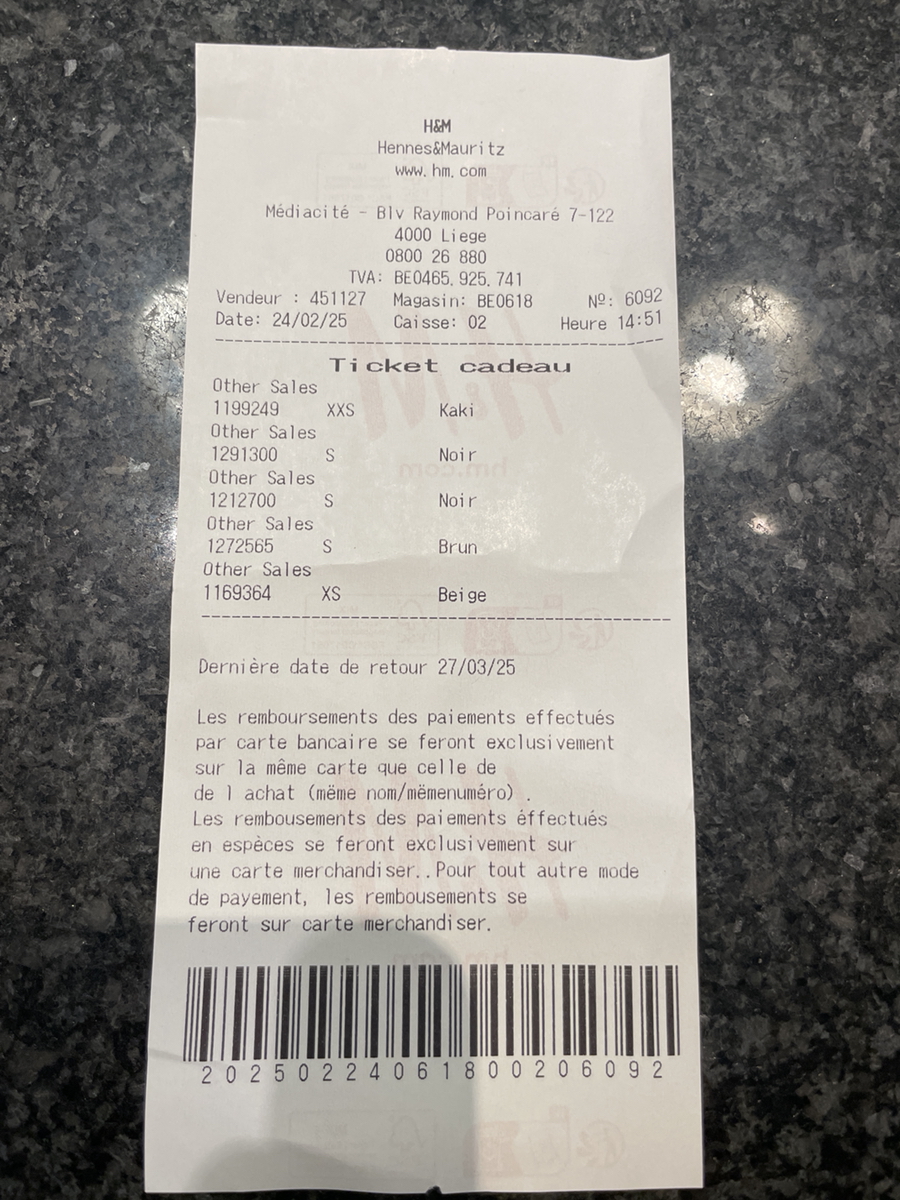 H&M
Hennes&Mauritz
www.hm.com
Médiacité - Blv Raymond Poincaré 7-122
4000 Liege
0800 26 880
TVA: BE0465.925.741
Vendeur : 451127 Magasin: BE0618 Nº: 6092
Date: 24/02/25 Caisse: 02 Heure 14:51
Ticket cadeau
Other Sales
1199249 XXS Kaki
Other Sales
1291300 S Noir
Other Sales
1212700 S Noir
Other Sales
1272565 S Brun
Other Sales
1169364 XS Beige
Dernière date de retour 27/03/25
Les remboursements des paiements effectués
par carte bancaire se feront exclusivement
sur la même carte que celle de
de l achat (mëme nom/mëmenuméro) .
Les rembousements des paiements éffectués
en espèces se feront exclusivement sur
une carte merchandiser..Pour tout autre mode
de payement, les rembousements se
feront sur carte merchandiser.
2025022406180020 6092